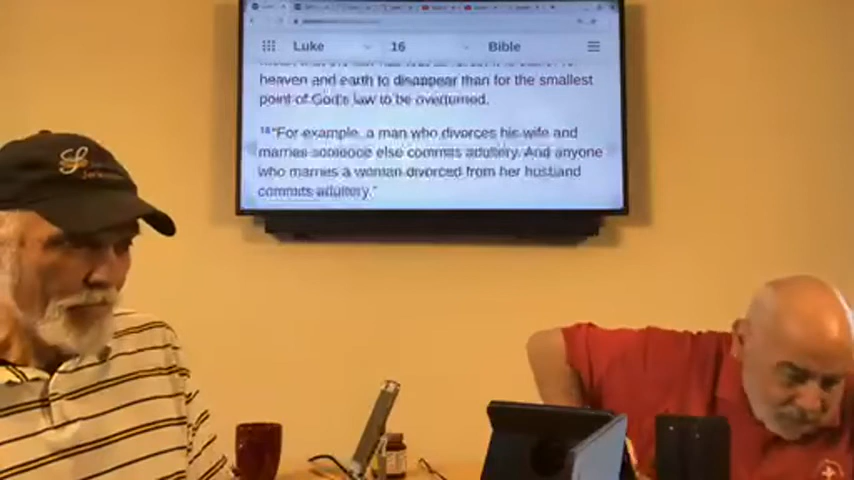 Luke 16 Bible
heaven and earth to disappear than for the smallest
point of God's law to be overturned.
18 "For example, a man who divorces his wife and
marries someone else commits adultery. And anyone
who marries a woman divorced from her husband
commits adultery."